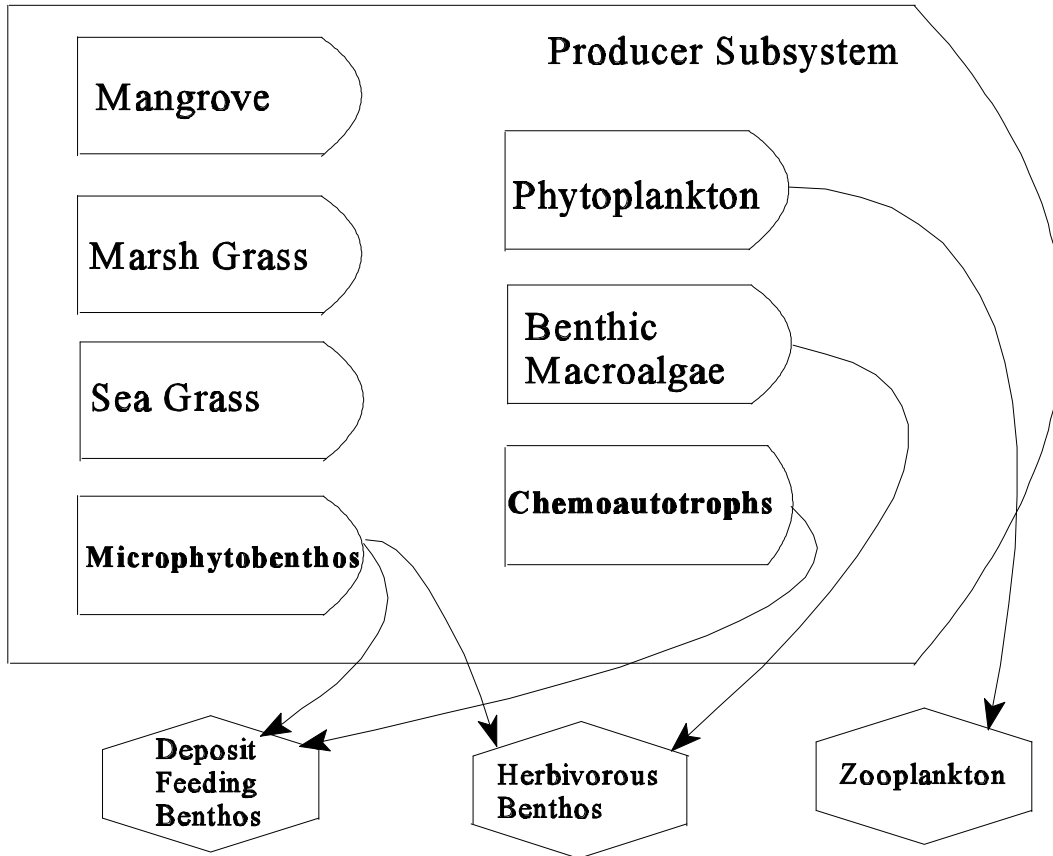 Producer Subsystem
Mangrove
Marsh Grass
Sea Grass
Microphytobenthos
Phytoplankton
Benthic
Macroalgae
Chemoautotrophs
Deposit
Feeding
Benthos
Herbivorous
Benthos
Zooplankton